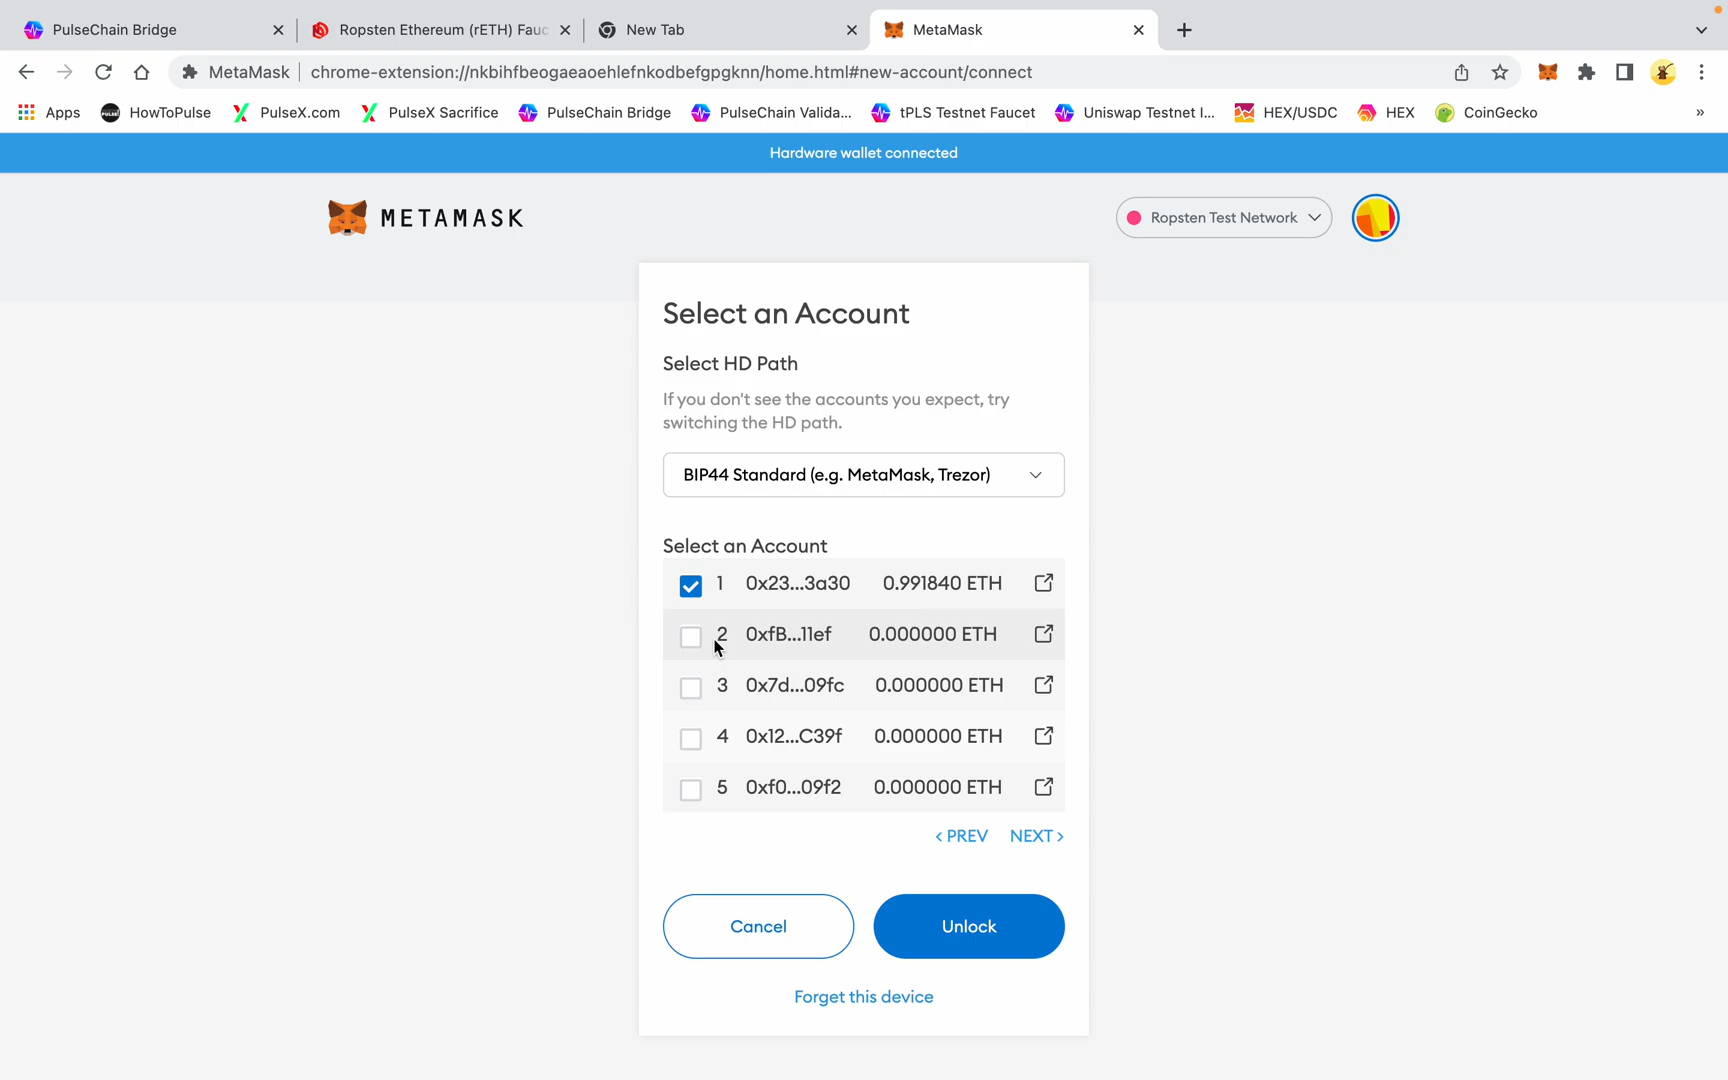 PulseChain Bridge
Ropsten Ethereum (rETH) Fauc
New Tab
MetaMask
MetaMask | chrome-extension://nkbihfbeogaeaoehlefnkodbefgpgknn/home.html#new-account/connect
Apps HowToPulse PulseX.com PulseX Sacrifice PulseChain Bridge PulseChain Valida... tPLS Testnet Faucet Uniswap Testnet I... HEX/USDC HEX CoinGecko »
Hardware wallet connected
METAMASK
Ropsten Test Network
Select an Account
Select HD Path
If you don't see the accounts you expect, try
switching the HD path.
BIP44 Standard (e.g. MetaMask, Trezor)
Select an Account
1 0x23...3a30 0.991840 ETH
2 0xfB...11ef 0.000000 ETH
3 0x7d...09fc 0.000000 ETH
4 0x12...C39f 0.000000 ETH
5 0xf0...09f2 0.000000 ETH
< PREV NEXT >
Cancel Unlock
Forget this device